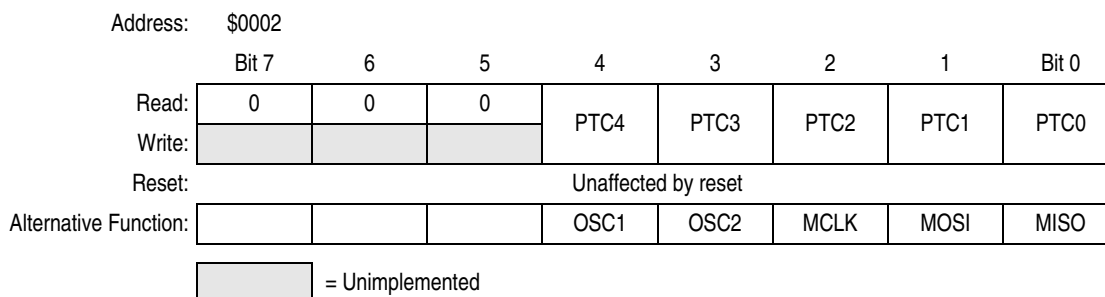 Address: $0002
Bit 7 6 5 4 3 2 1 Bit 0
Read: 0 0 0 PTC4 PTC3 PTC2 PTC1 PTC0
Write:
Reset: Unaffected by reset
Alternative Function: OSC1 OSC2 MCLK MOSI MISO
= Unimplemented